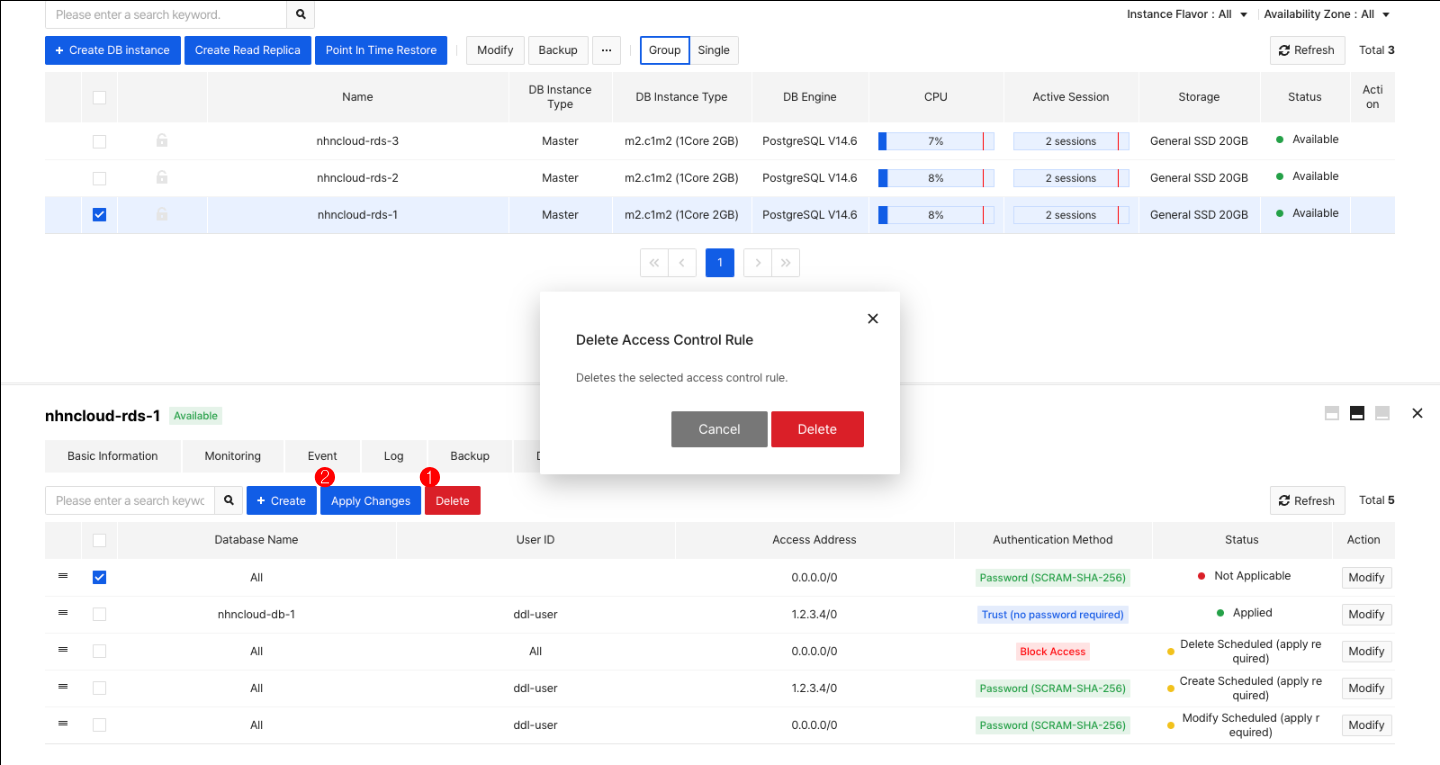 Please enter a search keyword.
Instance Flavor : All
Availability Zone : All
+ Create DB instance
Create Read Replica
Point In Time Restore
Modify
Backup
...
Group
Single
Refresh
Total 3
Name
DB Instance
Type
DB Instance Type
DB Engine
CPU
Active Session
Storage
Status
Acti
on
nhncloud-rds-3
Master
m2.c1m2 (1Core 2GB)
PostgreSQL V14.6
7%
2 sessions
General SSD 20GB
Available
nhncloud-rds-2
Master
m2.c1m2 (1Core 2GB)
PostgreSQL V14.6
8%
2 sessions
General SSD 20GB
Available
nhncloud-rds-1
Master
m2.c1m2 (1Core 2GB)
PostgreSQL V14.6
8%
2 sessions
General SSD 20GB
Available
1
Delete Access Control Rule
Deletes the selected access control rule.
Cancel
Delete
nhncloud-rds-1
Available
Basic Information
Monitoring
Event
Log
Backup
2
1
Please enter a search keywo
+ Create
Apply Changes
Delete
Refresh
Total 5
Database Name
User ID
Access Address
Authentication Method
Status
Action
All
0.0.0.0/0
Password (SCRAM-SHA-256)
Not Applicable
Modify
nhncloud-db-1
ddl-user
1.2.3.4/0
Trust (no password required)
Applied
Modify
All
All
0.0.0.0/0
Block Access
Delete Scheduled (apply re
quired)
Modify
All
ddl-user
1.2.3.4/0
Password (SCRAM-SHA-256)
Create Scheduled (apply re
quired)
Modify
All
ddl-user
0.0.0.0/0
Password (SCRAM-SHA-256)
Modify Scheduled (apply r
equired)
Modify